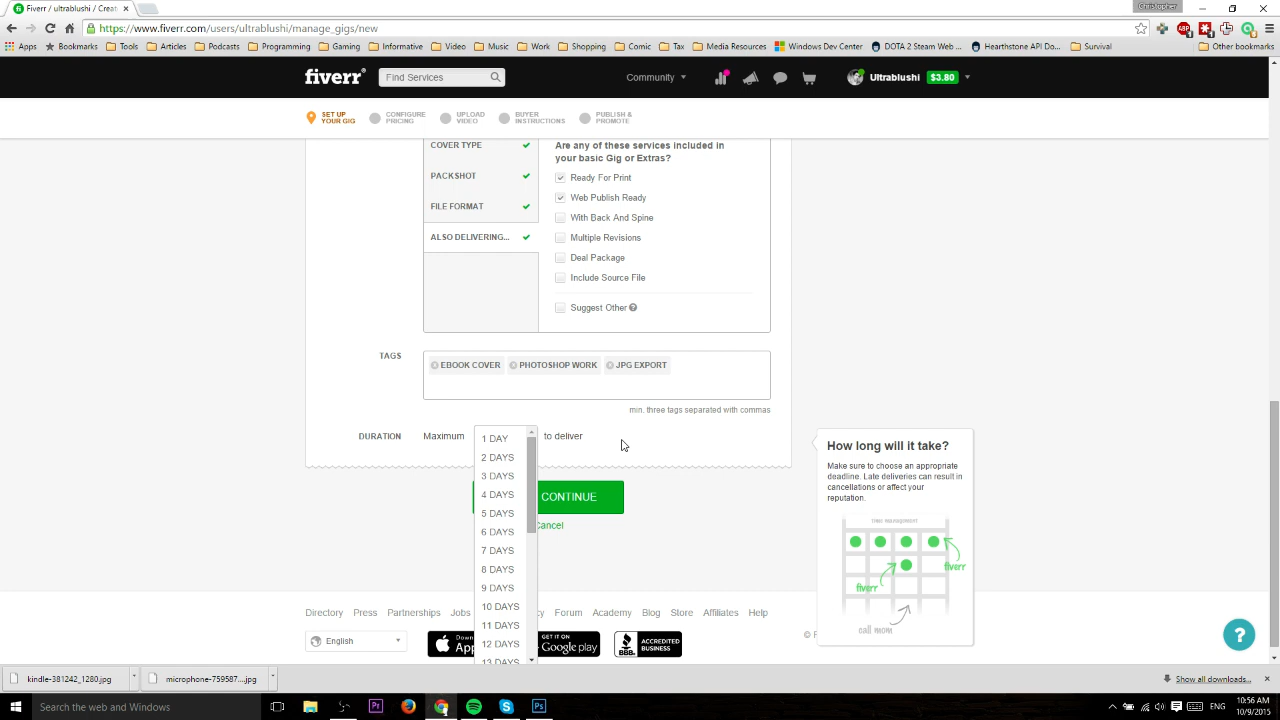 Christopher
Fiverr / ultrablushi / Creat
https://www.fiverr.com/users/ultrablushi/manage_gigs/new
Apps Bookmarks Tools Articles Podcasts Programming Gaming Informative Video Music Work Shopping Comic Tax Media Resources Windows Dev Center DOTA 2 Steam Web ... Hearthstone API Do... Survival Other bookmarks
fiverr® Find Services Community Ultrablushi $3.80
SET UP YOUR GIG
CONFIGURE PRICING
UPLOAD VIDEO
BUYER INSTRUCTIONS
PUBLISH & PROMOTE
COVER TYPE
PACKSHOT
FILE FORMAT
ALSO DELIVERING...
Are any of these services included in
your basic Gig or Extras?
Ready For Print
Web Publish Ready
With Back And Spine
Multiple Revisions
Deal Package
Include Source File
Suggest Other ?
TAGS
EBOOK COVER PHOTOSHOP WORK JPG EXPORT
min. three tags separated with commas
DURATION Maximum to deliver
1 DAY
2 DAYS
3 DAYS
4 DAYS
5 DAYS
6 DAYS
7 DAYS
8 DAYS
9 DAYS
10 DAYS
11 DAYS
12 DAYS
13 DAYS
CONTINUE
Cancel
How long will it take?
Make sure to choose an appropriate
deadline. Late deliveries can result in
cancellations or affect your
reputation.
TIME MANAGEMENT
fiverr
fiverr
call mom
Directory Press Partnerships Jobs Forum Academy Blog Store Affiliates Help
English
GET IT ON
Google play
BBB. ACCREDITED BUSINESS
?
kindle-381242_1280.jpg
microphone-759587....jpg
Show all downloads...
Search the web and Windows
10:56 AM
10/9/2015